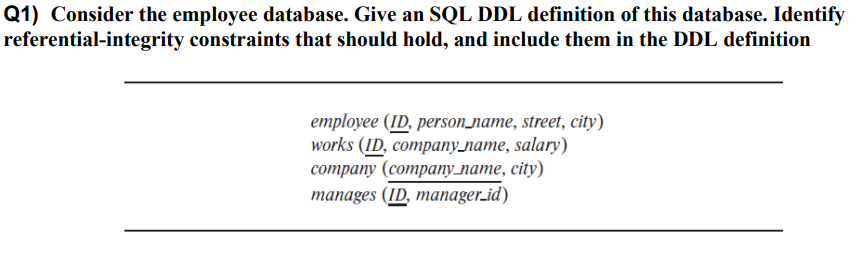 Q1) Consider the employee database. Give an SQL DDL definition of this database. Identify
referential-integrity constraints that should hold, and include them in the DDL definition
employee (ID, person_name, street, city)
works (ID, company_name, salary)
company (company_name, city)
manages (ID, manager_id)